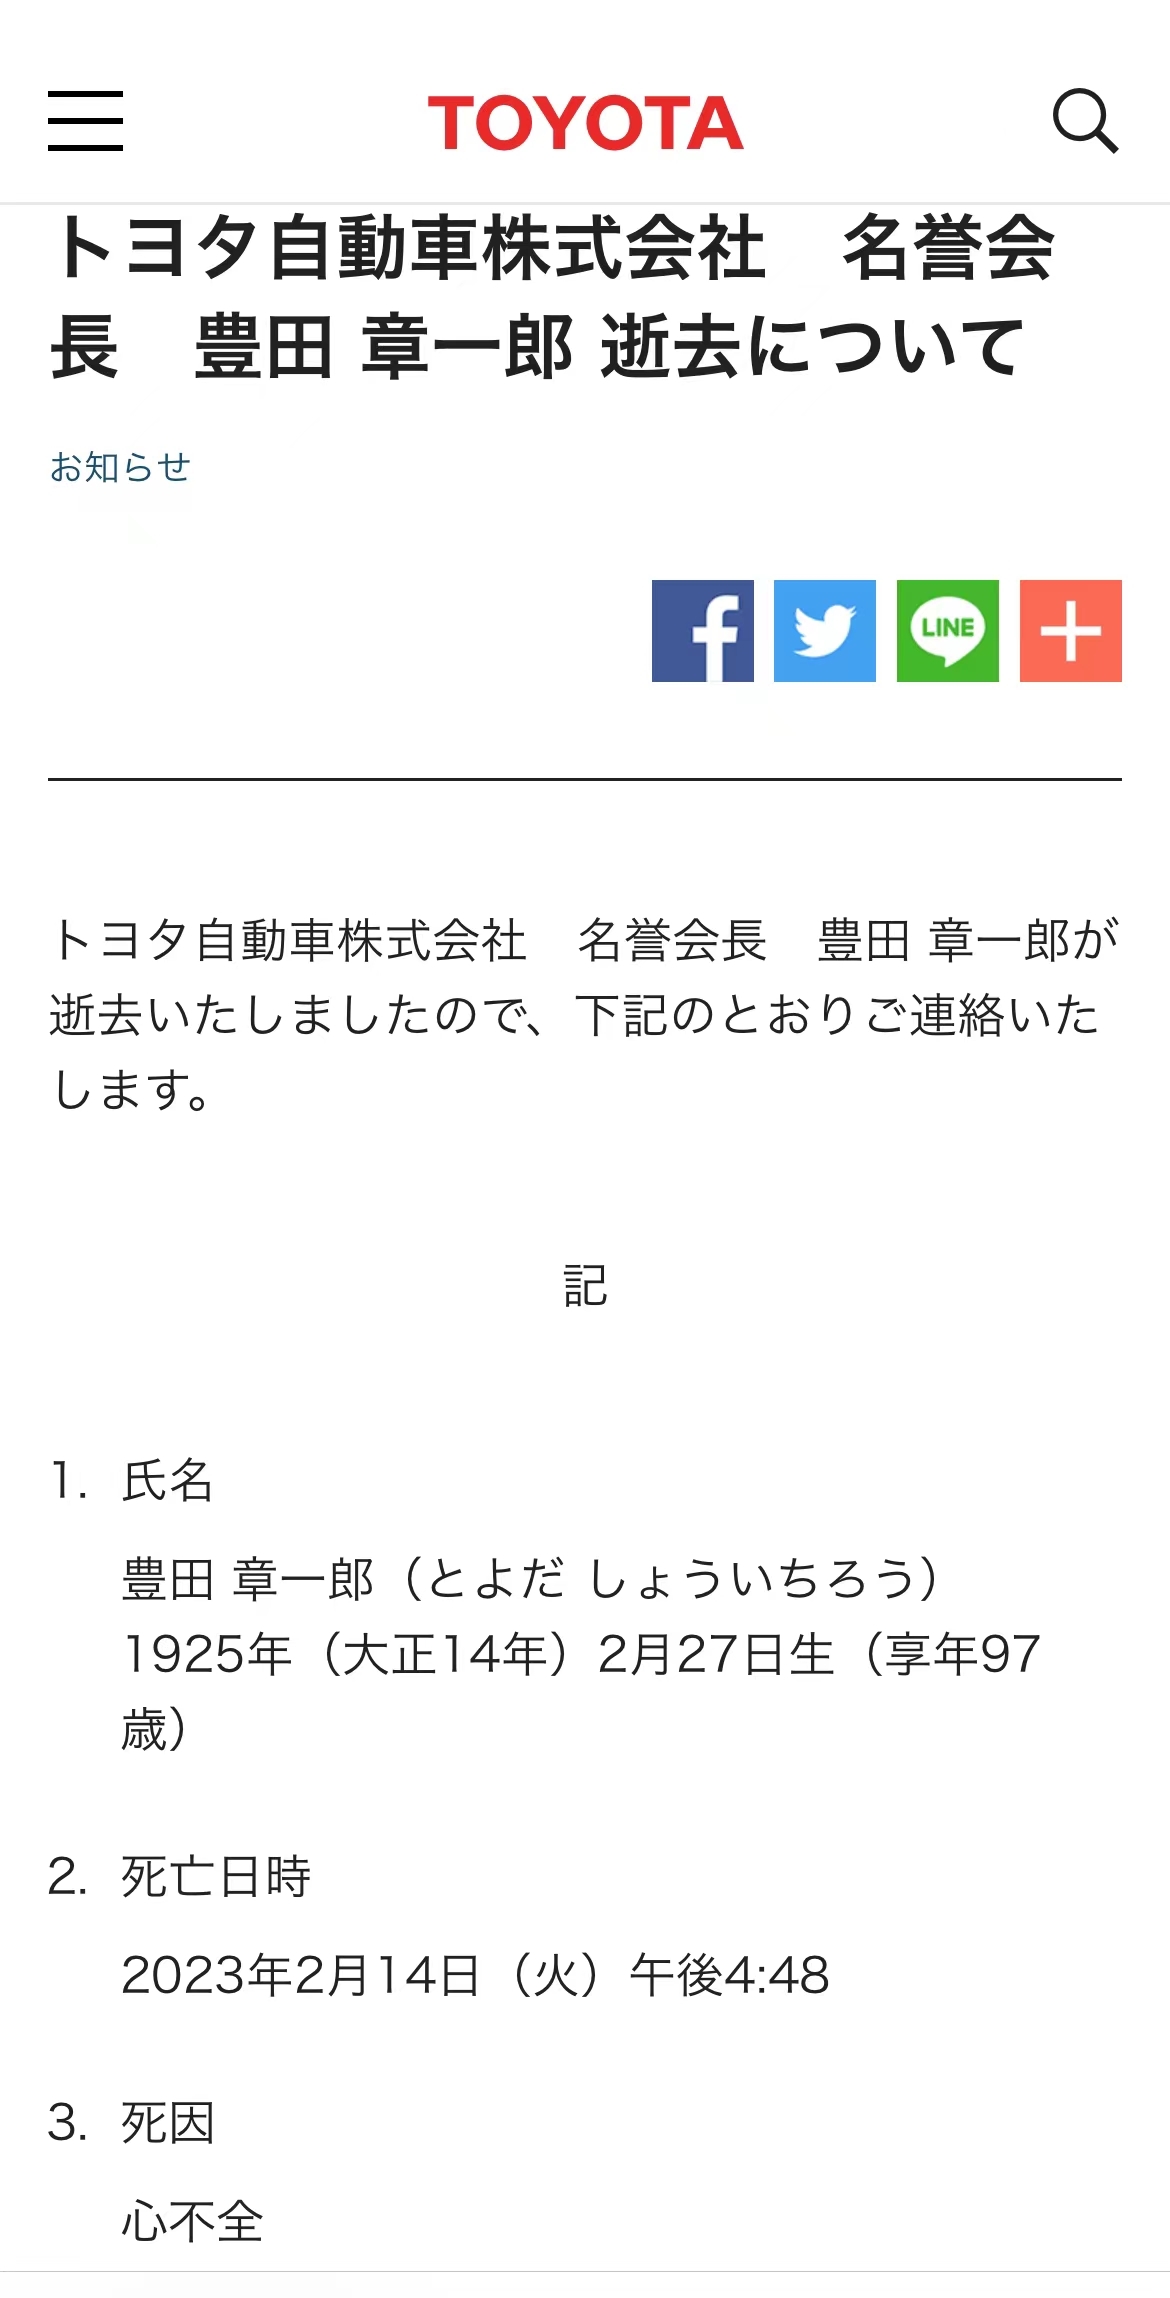 TOYOTA
トヨタ自動車株式会社　名誉会
長　豊田 章一郎 逝去について
お知らせ
LINE
トヨタ自動車株式会社　名誉会長　豊田 章一郎が
逝去いたしましたので、下記のとおりご連絡いた
します。
記
1. 氏名
豊田 章一郎（とよだ しょういちろう）
1925年（大正14年）2月27日生（享年97
歳）
2. 死亡日時
2023年2月14日（火）午後4:48
3. 死因
心不全